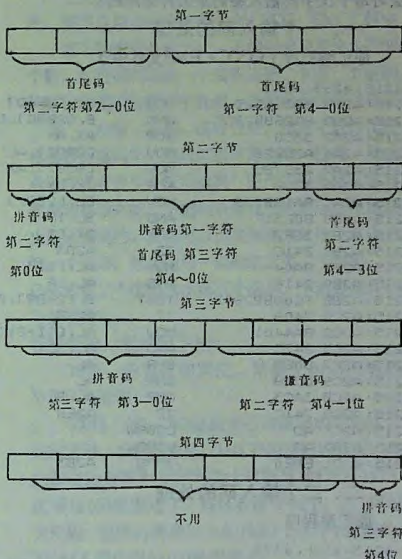 第一字节
首尾码 首尾码
第二字符第2—0位 第一字符 第4—0位
第二字节
拼音码 拼音码第一字符 首尾码
第二字符 首尾码 第三字符 第二字符
第0位 第4~0位 第4—3位
第三字节
拼音码 拼音码
第三字符 第3—0位 第二字符 第4—1位
第四字节
不用 拼音码
第三字符
第4位